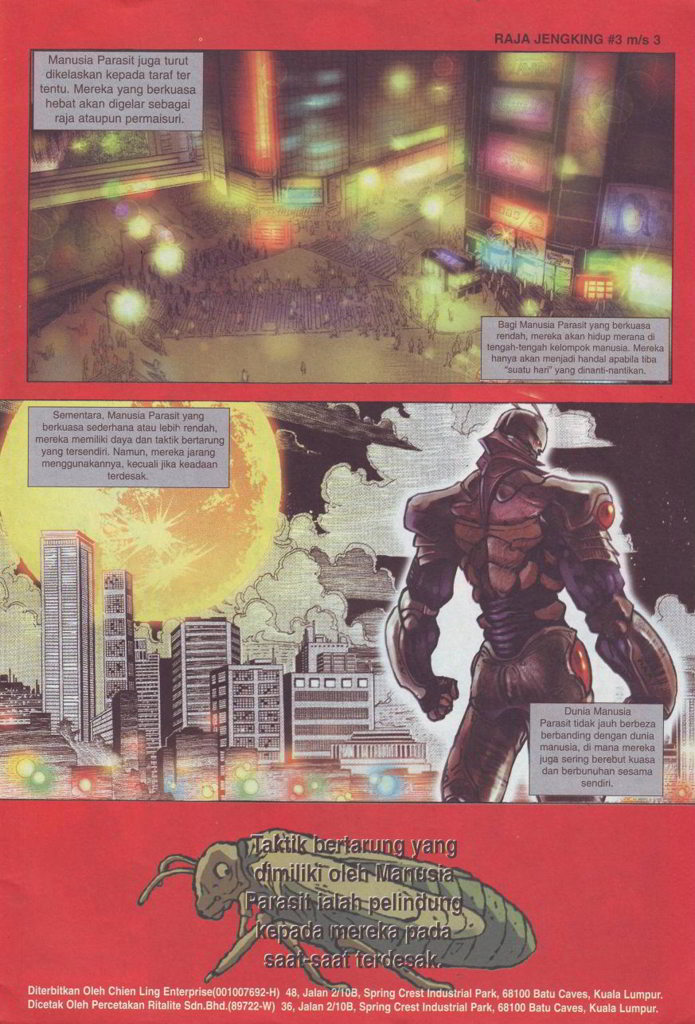 RAJA JENGKING #3 m/s 3
Manusia Parasit juga turut
dikelaskan kepada taraf ter
tentu. Mereka yang berkuasa
hebat akan digelar sebagai
raja ataupun permaisuri.
Bagi Manusia Parasit yang berkuasa
rendah, mereka akan hidup merana di
tengah-tengah kelompok manusia. Mereka
hanya akan menjadi handal apabila tiba
"suatu hari" yang dinanti-nantikan.
Sementara, Manusia Parasit yang
berkuasa sederhana atau lebih rendah,
mereka memiliki daya dan taktik bertarung
yang tersendiri. Namun, mereka jarang
menggunakannya, kecuali jika keadaan
terdesak.
Dunia Manusia
Parasit tidak jauh berbeza
berbanding dengan dunia
manusia, di mana mereka
juga sering berebut kuasa
dan berbunuhan sesama
sendiri.
Taktik bertarung yang
dimiliki oleh Manusia
Parasit ialah pelindung
kepada mereka pada
saat-saat terdesak.
Diterbitkan Oleh Chien Ling Enterprise(001007692-H) 48, Jalan 2/10B, Spring Crest Industrial Park, 68100 Batu Caves, Kuala Lumpur.
Dicetak Oleh Percetakan Ritalite Sdn.Bhd.(89722-W) 36, Jalan 2/10B, Spring Crest Industrial Park, 68100 Batu Caves, Kuala Lumpur.